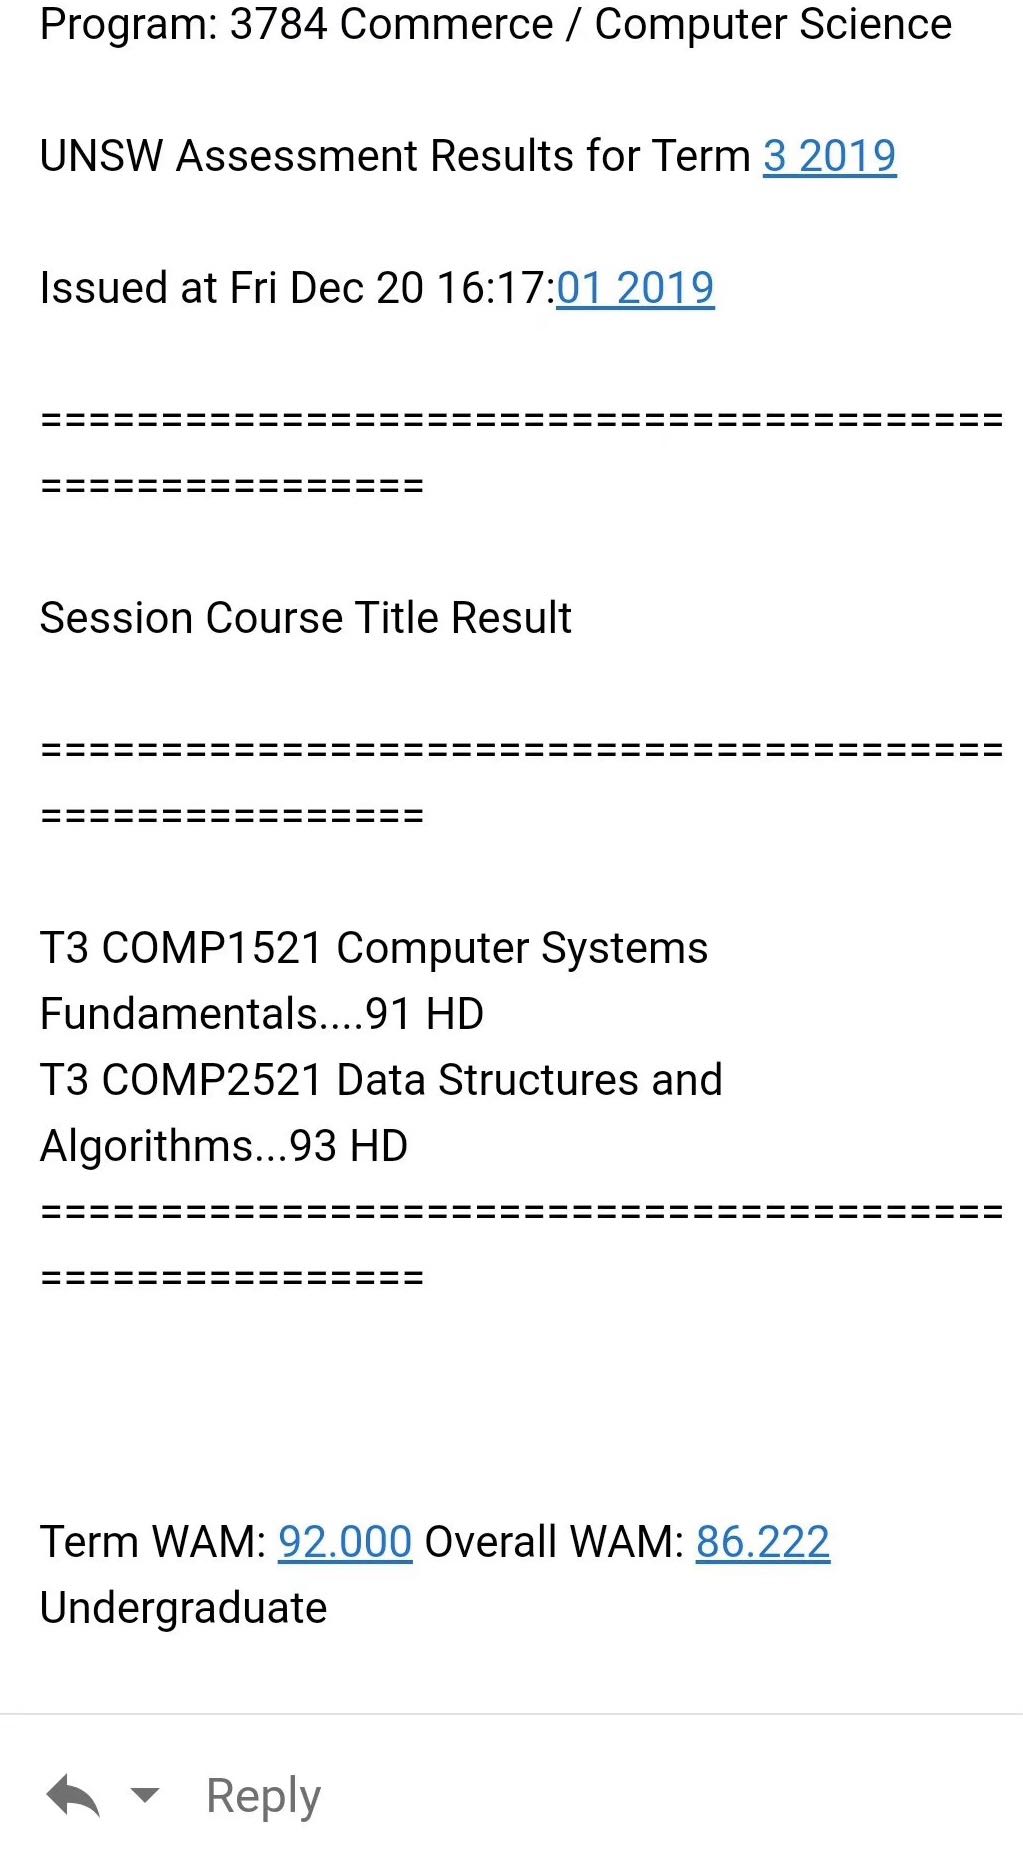 Program: 3784 Commerce / Computer Science
UNSW Assessment Results for Term 3 2019
Issued at Fri Dec 20 16:17:01 2019
========================================
================
Session Course Title Result
========================================
================
T3 COMP1521 Computer Systems
Fundamentals....91 HD
T3 COMP2521 Data Structures and
Algorithms...93 HD
========================================
================
Term WAM: 92.000 Overall WAM: 86.222
Undergraduate
Reply